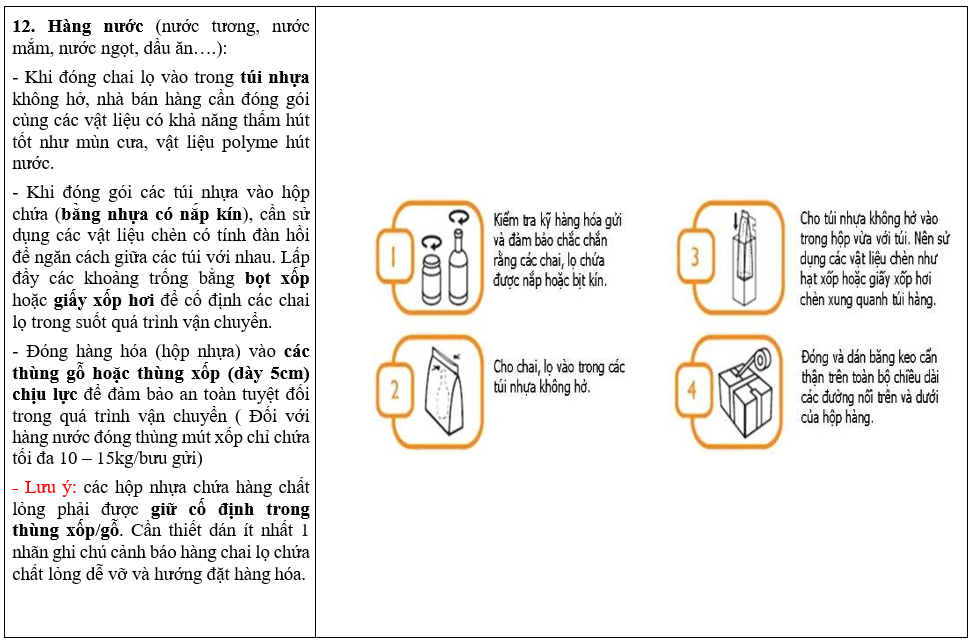 12. Hàng nước (nước tương, nước
mắm, nước ngọt, dầu ăn….):
- Khi đóng chai lọ vào trong túi nhựa
không hở, nhà bán hàng cần đóng gói
cùng các vật liệu có khả năng thấm hút
tốt như mùn cưa, vật liệu polyme hút
nước.
- Khi đóng gói các túi nhựa vào hộp
chứa (bằng nhựa có nắp kín), cần sử
dụng các vật liệu chèn có tính đàn hồi
để ngăn cách giữa các túi với nhau. Lấp
đầy các khoảng trống bằng bọt xốp
hoặc giấy xốp hơi để cố định các chai
lọ trong suốt quá trình vận chuyển.
- Đóng hàng hóa (hộp nhựa) vào các
thùng gỗ hoặc thùng xốp (dày 5cm)
chịu lực để đảm bảo an toàn tuyệt đối
trong quá trình vận chuyển ( Đối với
hàng nước đóng thùng mút xốp chỉ chứa
tối đa 10 – 15kg/bưu gửi)
- Lưu ý: các hộp nhựa chứa hàng chất
lỏng phải được giữ cố định trong
thùng xốp/gỗ. Cần thiết dán ít nhất 1
nhãn ghi chú cảnh báo hàng chai lọ chứa
chất lỏng dễ vỡ và hướng đặt hàng hóa.
1
Kiểm tra kỹ hàng hóa gửi
và đảm bảo chắc chắn
rằng các chai, lọ chứa
được nắp hoặc bịt kín.
2
Cho chai, lọ vào trong các
túi nhựa không hở.
3
Cho túi nhựa không hở vào
trong hộp vừa với túi. Nên sử
dụng các vật liệu chèn như
hạt xốp hoặc giấy xốp hơi
chèn xung quanh túi hàng.
4
Đóng và dán băng keo cẩn
thận trên toàn bộ chiều dài
các đường nối trên và dưới
của hộp hàng.